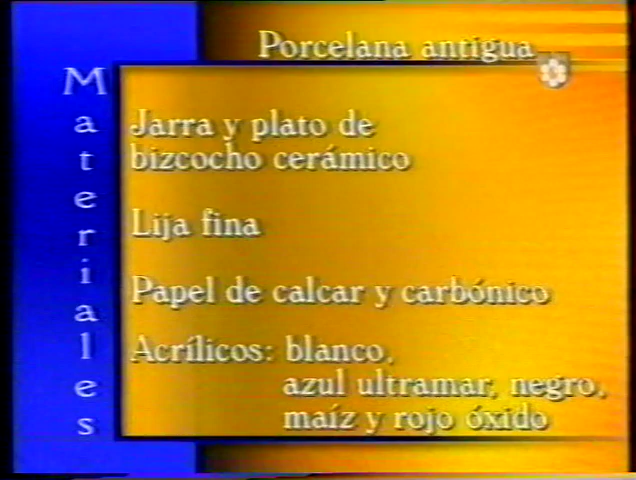 Porcelana antigua
Materiales
Jarra y plato de
bizcocho cerámico
Lija fina
Papel de calcar y carbónico
Acrílicos: blanco,
azul ultramar, negro,
maíz y rojo óxido